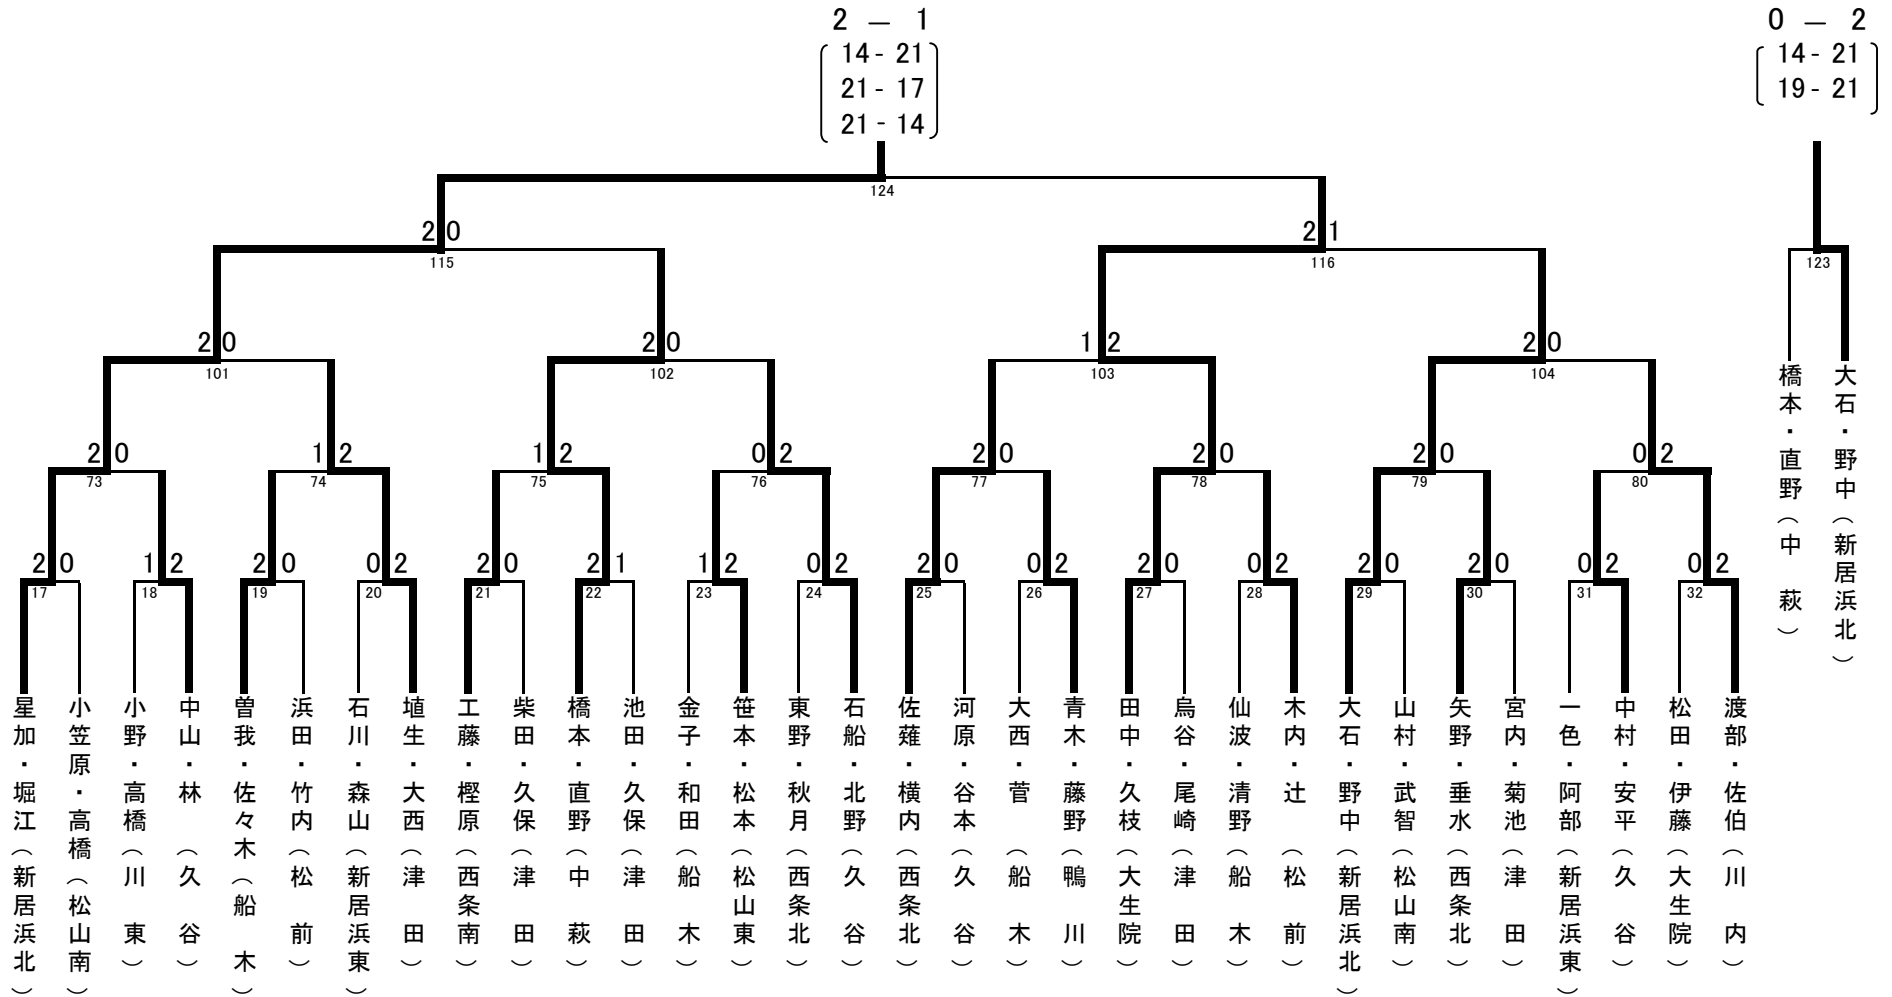 2 － 1
14 - 21
21 - 17
21 - 14
0 － 2
14 - 21
19 - 21
124
2 0
115
2 1
116
123
2 0
101
2 0
102
1 2
103
2 0
104
橋本・直野（中　萩）
大石・野中（新居浜北）
2 0
73
1 2
74
1 2
75
0 2
76
2 0
77
2 0
78
2 0
79
0 2
80
2 0
17
1 2
18
2 0
19
0 2
20
2 0
21
2 1
22
1 2
23
0 2
24
2 0
25
0 2
26
2 0
27
0 2
28
2 0
29
2 0
30
0 2
31
0 2
32
星加・堀江（新居浜北）
小笠原・高橋（松山南）
小野・高橋（川　東）
中山・林　（久　谷）
曽我・佐々木（船　木）
浜田・竹内（松　前）
石川・森山（新居浜東）
埴生・大西（津　田）
工藤・樫原（西条南）
柴田・久保（津　田）
橋本・直野（中　萩）
池田・久保（津　田）
金子・和田（船　木）
笹本・松本（松山東）
東野・秋月（西条北）
石船・北野（久　谷）
佐薙・横内（西条北）
河原・谷本（久　谷）
大西・菅　（船　木）
青木・藤野（鴨　川）
田中・久枝（大生院）
烏谷・尾崎（津　田）
仙波・清野（船　木）
木内・辻　（松　前）
大石・野中（新居浜北）
山村・武智（松山南）
矢野・垂水（西条北）
宮内・菊池（津　田）
一色・阿部（新居浜東）
中村・安平（久　谷）
松田・伊藤（大生院）
渡部・佐伯（川　内）